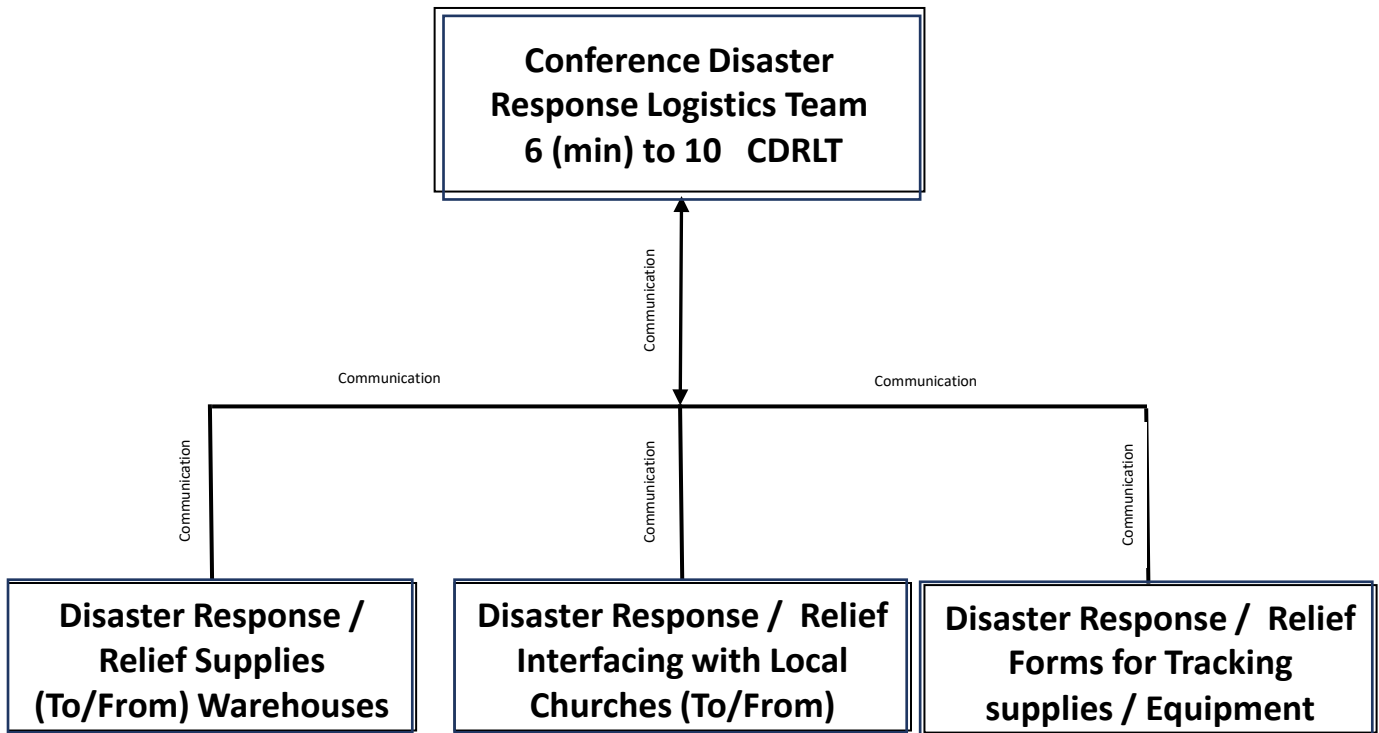 Conference Disaster
Response Logistics Team
6 (min) to 10 CDRLT
Communication
Communication
Communication
Communication
Communication
Communication
Disaster Response /
Relief Supplies
(To/From) Warehouses
Disaster Response / Relief
Interfacing with Local
Churches (To/From)
Disaster Response / Relief
Forms for Tracking
supplies / Equipment